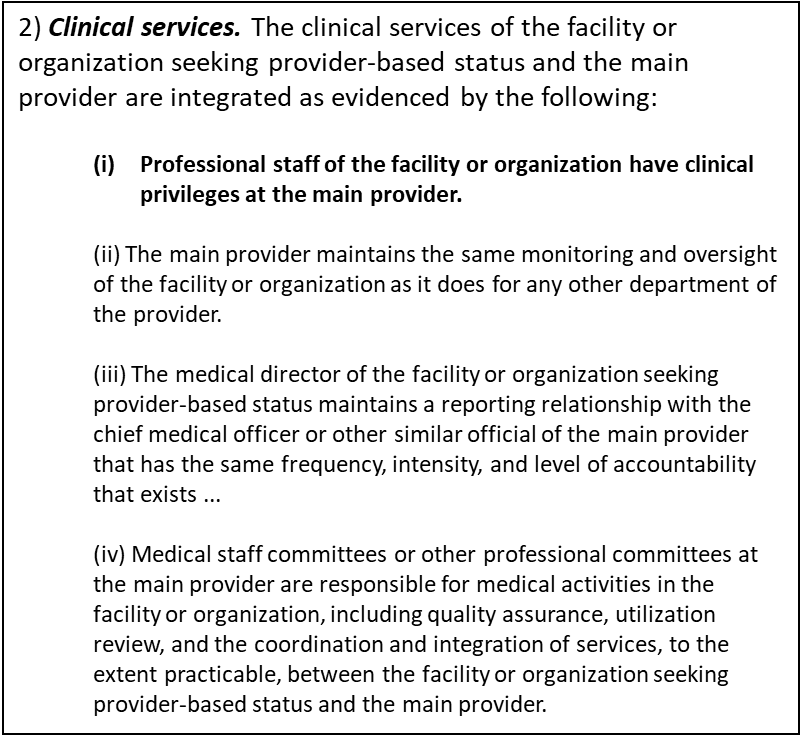 2) Clinical services. The clinical services of the facility or
organization seeking provider-based status and the main
provider are integrated as evidenced by the following:
(i) Professional staff of the facility or organization have clinical
privileges at the main provider.
(ii) The main provider maintains the same monitoring and oversight
of the facility or organization as it does for any other department of
the provider.
(iii) The medical director of the facility or organization seeking
provider-based status maintains a reporting relationship with the
chief medical officer or other similar official of the main provider
that has the same frequency, intensity, and level of accountability
that exists ...
(iv) Medical staff committees or other professional committees at
the main provider are responsible for medical activities in the
facility or organization, including quality assurance, utilization
review, and the coordination and integration of services, to the
extent practicable, between the facility or organization seeking
provider-based status and the main provider.